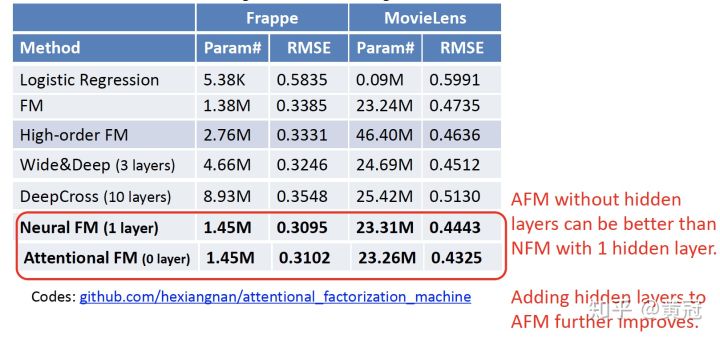 Frappe MovieLens
Method Param# RMSE Param# RMSE
Logistic Regression 5.38K 0.5835 0.09M 0.5991
FM 1.38M 0.3385 23.24M 0.4735
High-order FM 2.76M 0.3331 46.40M 0.4636
Wide&Deep (3 layers) 4.66M 0.3246 24.69M 0.4512
DeepCross (10 layers) 8.93M 0.3548 25.42M 0.5130
Neural FM (1 layer) 1.45M 0.3095 23.31M 0.4443
Attentional FM (0 layer) 1.45M 0.3102 23.26M 0.4325
AFM without hidden
layers can be better than
NFM with 1 hidden layer.
Codes: github.com/hexiangnan/attentional_factorization_machine
Adding hidden layers to
AFM further improves.
知乎 @黄冠